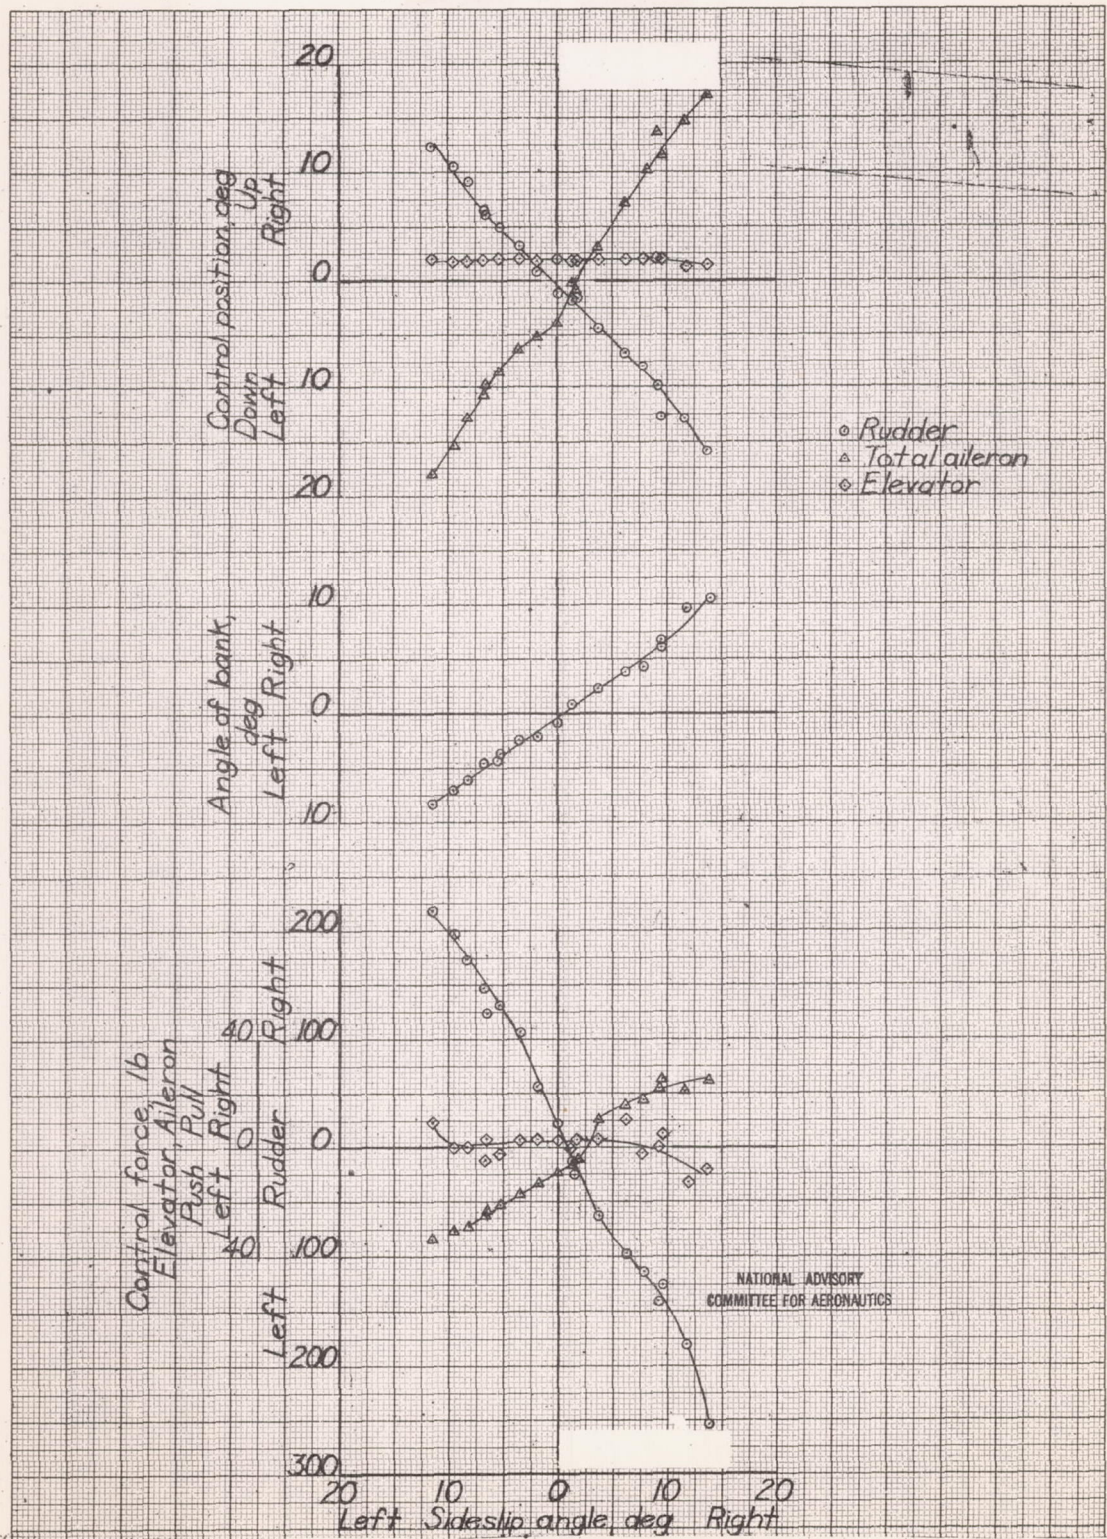 20
10
0
10
20
Control position, deg
Down Up
Left Right
Rudder
Total aileron
Elevator
10
0
10
Angle of bank,
deg
Left Right
200
100
0
100
200
300
40
0
40
Control force, lb
Elevator, Aileron
Push Pull
Left Right
Rudder
Left Right
NATIONAL ADVISORY
COMMITTEE FOR AERONAUTICS
20 10 0 10 20
Left Sideslip angle, deg Right